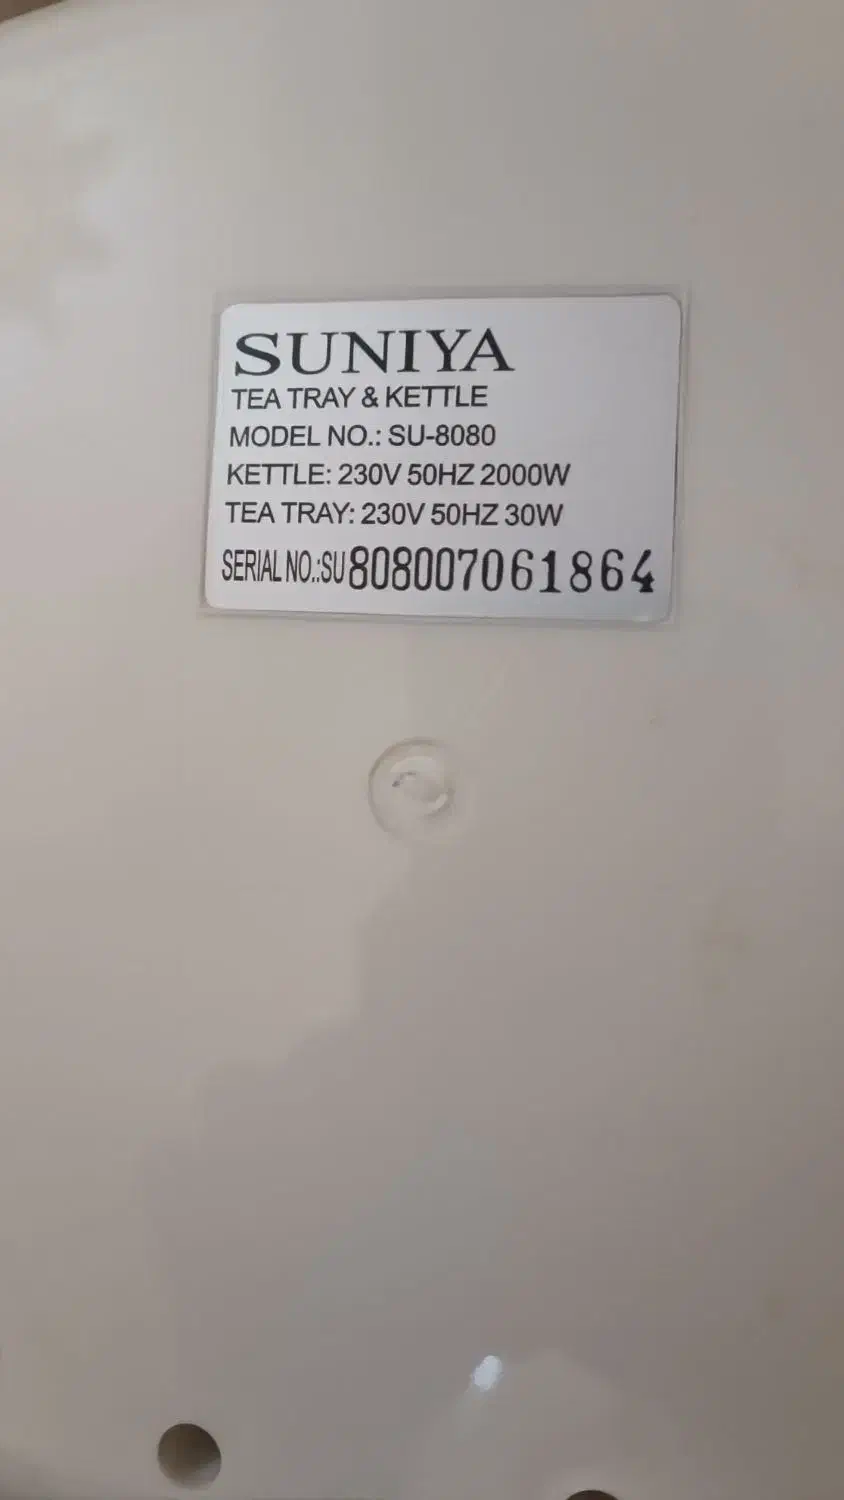 SUNIYA
TEA TRAY & KETTLE
MODEL NO.: SU-8080
KETTLE: 230V 50HZ 2000W
TEA TRAY: 230V 50HZ 30W
SERIAL NO.:SU808007061864